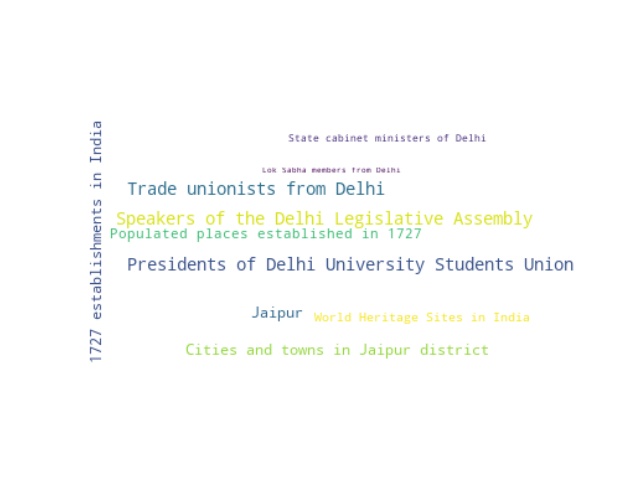 State cabinet ministers of Delhi
Lok Sabha members from Delhi
Trade unionists from Delhi
Speakers of the Delhi Legislative Assembly
Populated places established in 1727
Presidents of Delhi University Students Union
Jaipur
World Heritage Sites in India
Cities and towns in Jaipur district
1727 establishments in India